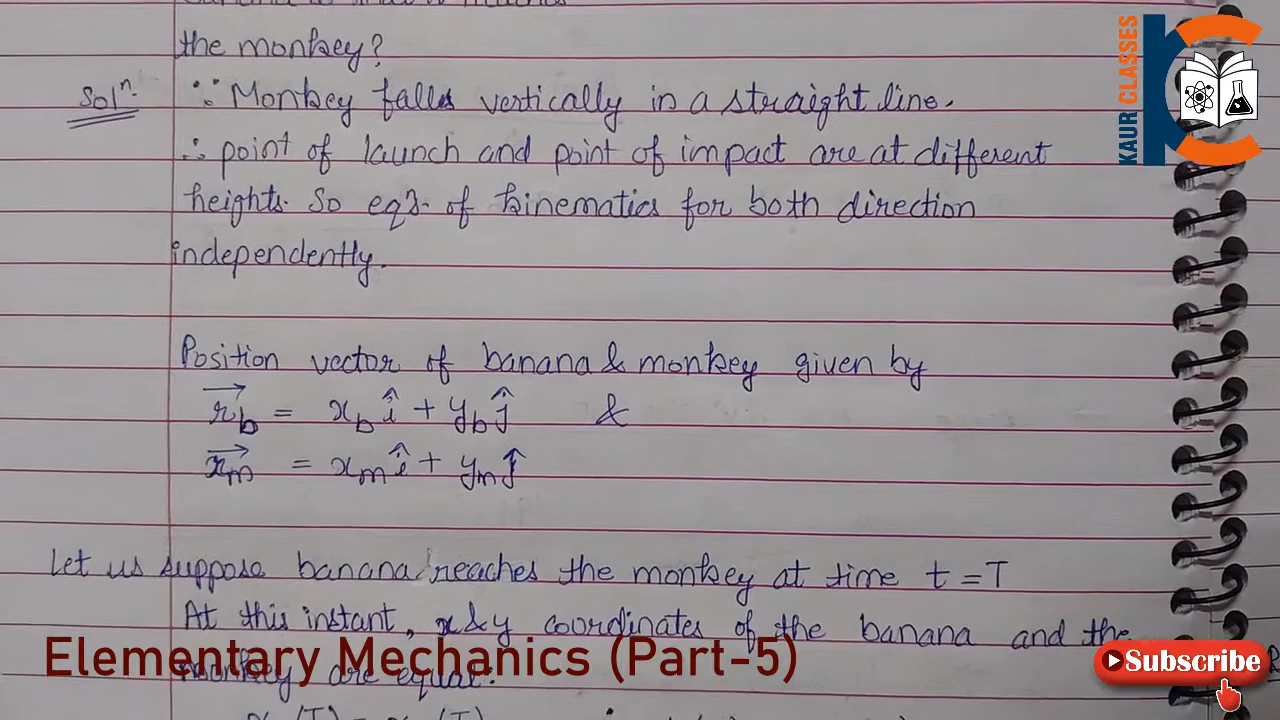 the monkey?
Solⁿ.
∵ Monkey falls vertically in a straight line.
∴ point of launch and point of impact are at different
heights. So eqs. of kinematics for both direction
independently.
Position vector of banana & monkey given by
r⃗b = xb î + yb ĵ &
x⃗m = xm î + ym ĵ
Let us suppose banana reaches the monkey at time t = T
At this instant, x & y coordinates of the banana and the
monkey are equal.
Elementary Mechanics (Part-5)
KAUR CLASSES
Subscribe